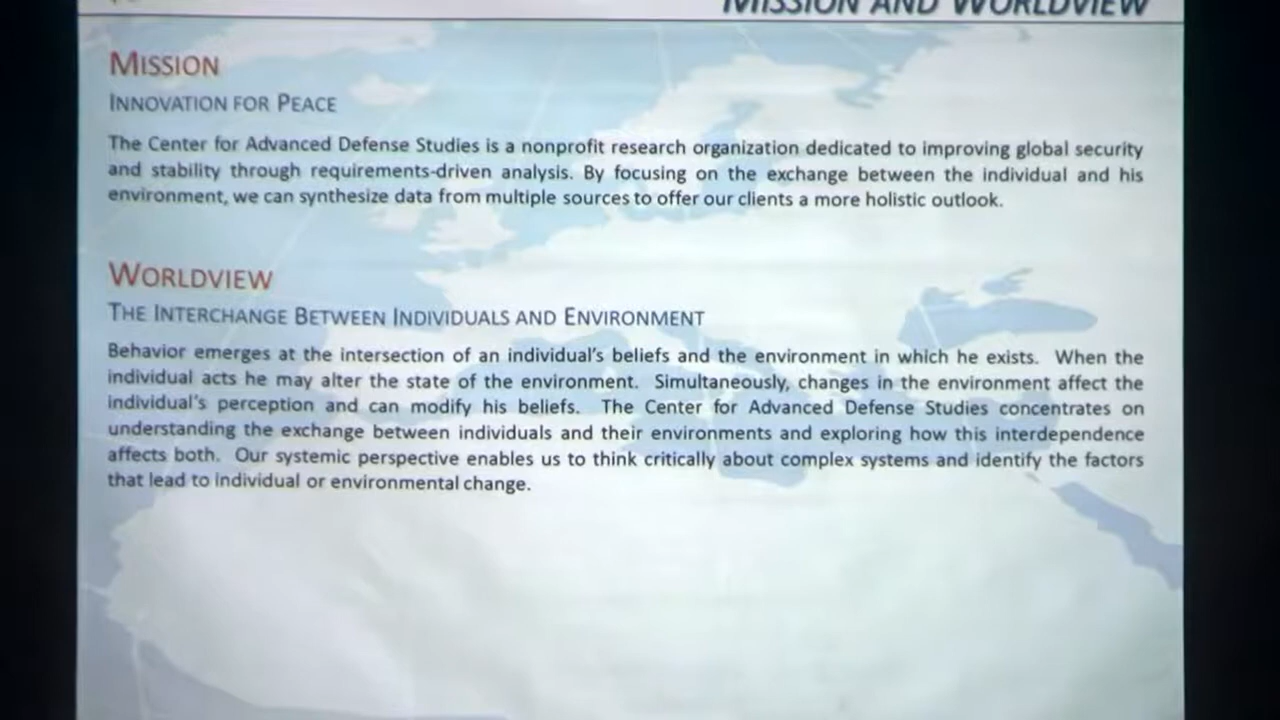 MISSION AND WORLDVIEW
MISSION
INNOVATION FOR PEACE
The Center for Advanced Defense Studies is a nonprofit research organization dedicated to improving global security
and stability through requirements-driven analysis. By focusing on the exchange between the individual and his
environment, we can synthesize data from multiple sources to offer our clients a more holistic outlook.
WORLDVIEW
THE INTERCHANGE BETWEEN INDIVIDUALS AND ENVIRONMENT
Behavior emerges at the intersection of an individual's beliefs and the environment in which he exists. When the
individual acts he may alter the state of the environment. Simultaneously, changes in the environment affect the
individual's perception and can modify his beliefs. The Center for Advanced Defense Studies concentrates on
understanding the exchange between individuals and their environments and exploring how this interdependence
affects both. Our systemic perspective enables us to think critically about complex systems and identify the factors
that lead to individual or environmental change.